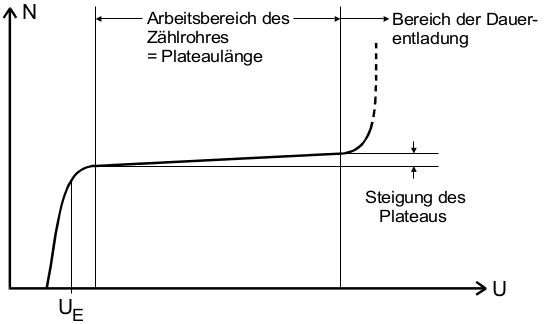 N
Arbeitsbereich des
Zählrohres
= Plateaulänge
Bereich der Dauer-
entladung
Steigung des
Plateaus
U
U_E